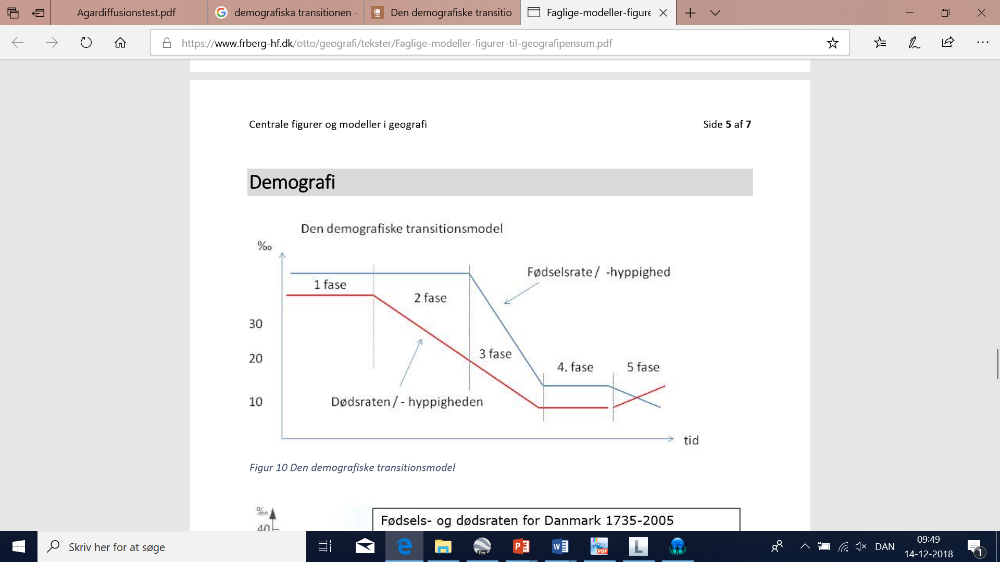 Agardiffusionstest.pdf
demografiska transitionen -
Den demografiske transitio
Faglige-modeller-figure
https://www.frberg-hf.dk/otto/geografi/tekster/Faglige-modeller-figurer-til-geografipensum.pdf
Centrale figurer og modeller i geografi
Side 5 af 7
Demografi
Den demografiske transitionsmodel
‰
Fødselsrate / -hyppighed
1 fase
2 fase
30
3 fase
20
4. fase
5 fase
Dødsraten / - hyppigheden
10
tid
Figur 10 Den demografiske transitionsmodel
‰
Fødsels- og dødsraten for Danmark 1735-2005
40
Skriv her for at søge
Pro
P
W
PDF
L
DAN
09:49
14-12-2018
1